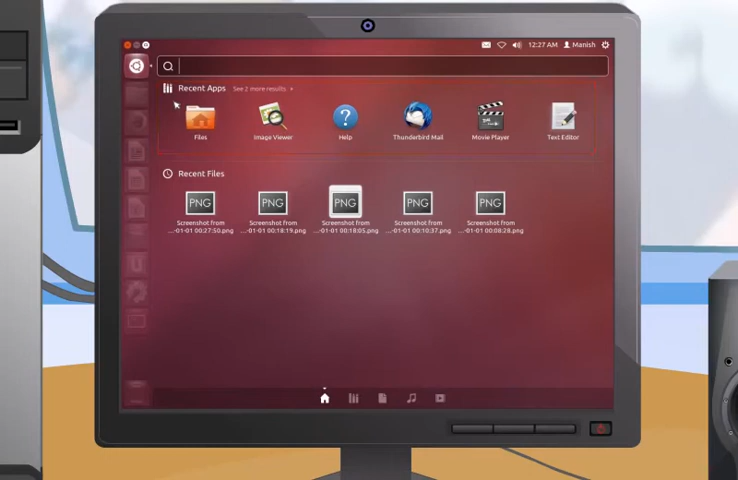 12:27 AM Manish
Recent Apps See 2 more results
Files Image Viewer Help Thunderbird Mail Movie Player Text Editor
Recent Files
PNG PNG PNG PNG PNG
Screenshot from Screenshot from Screenshot from Screenshot from Screenshot from
...-01-01 00:27:50.png ...-01-01 00:18:19.png ...-01-01 00:18:05.png ...-01-01 00:10:37.png ...-01-01 00:08:28.png